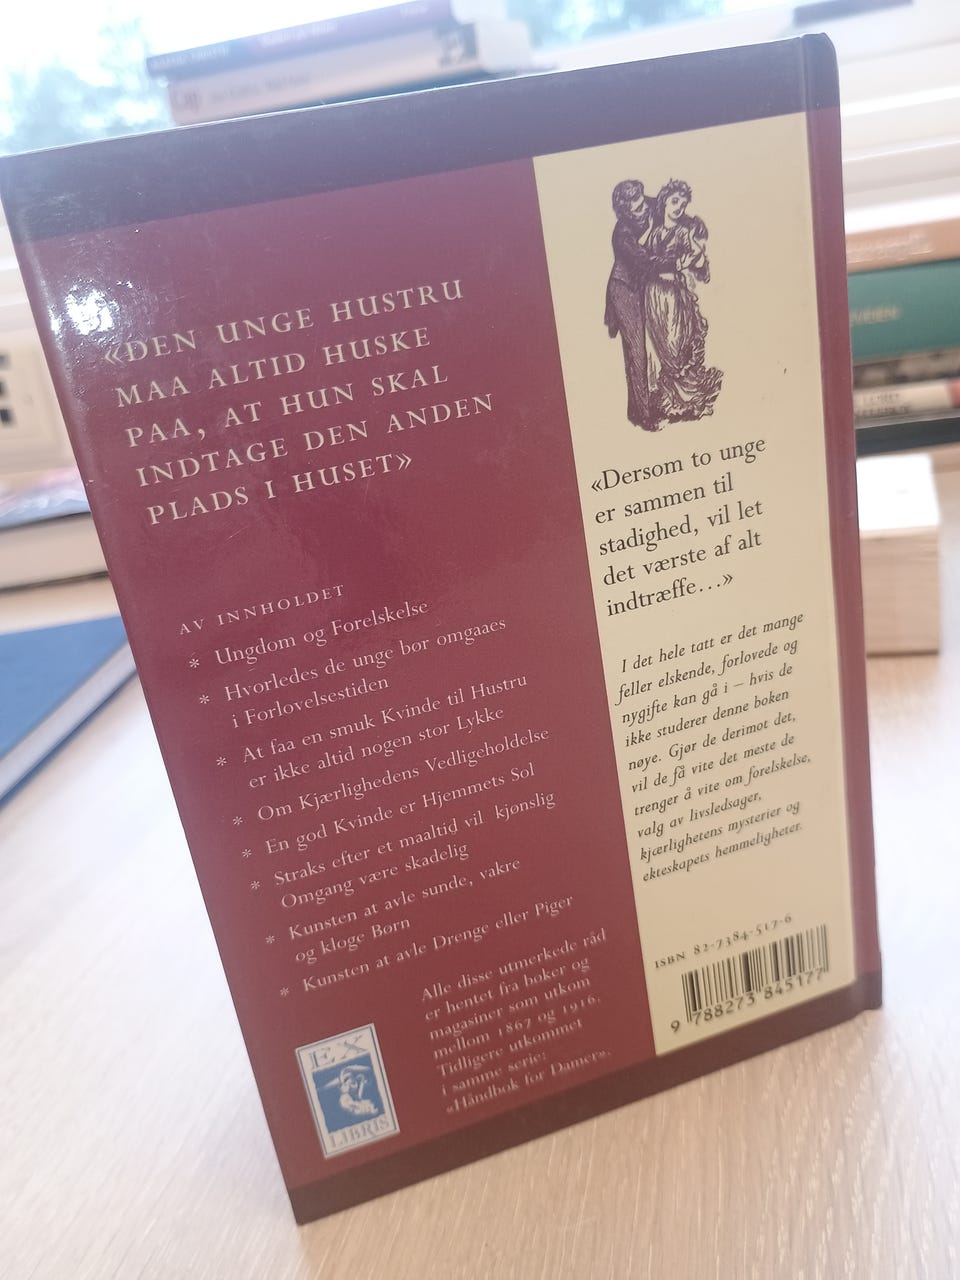 «DEN UNGE HUSTRU
MAA ALTID HUSKE
PAA, AT HUN SKAL
INDTAGE DEN ANDEN
PLADS I HUSET»
AV INNHOLDET
* Ungdom og Forelskelse
* Hvorledes de unge bør omgaaes
i Forlovelsestiden
* At faa en smuk Kvinde til Hustru
er ikke altid nogen stor Lykke
* Om Kjærlighedens Vedligeholdelse
* En god Kvinde er Hjemmets Sol
* Straks efter et maaltid vil kjønslig
Omgang være skadelig
* Kunsten at avle sunde, vakre
og kloge Børn
* Kunsten at avle Drenge eller Piger
Alle disse utmerkede råd
er hentet fra bøker og
magasiner som utkom
mellom 1867 og 1916.
Tidligere utkommet
i samme serie:
«Håndbok for Damer».
EX
LIBRIS
«Dersom to unge
er sammen til
stadighed, vil let
det værste af alt
indtræffe...»
I det hele tatt er det mange
feller elskende, forlovede og
nygifte kan gå i – hvis de
ikke studerer denne boken
nøye. Gjør de derimot det,
vil de få vite det meste de
trenger å vite om forelskelse,
valg av livsledsager,
kjærlighetens mysterier og
ekteskapets hemmeligheter.
ISBN 82-7384-517-6
9 788273 845177